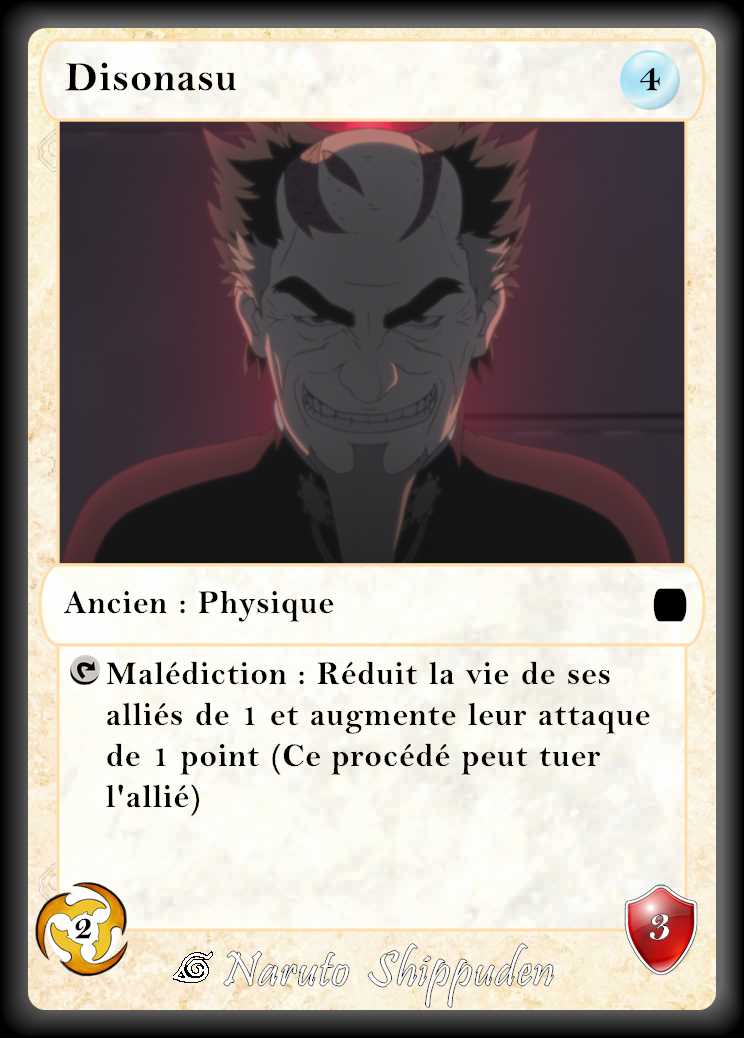 Disonasu
4
Ancien : Physique
Malédiction : Réduit la vie de ses
alliés de 1 et augmente leur attaque
de 1 point (Ce procédé peut tuer
l'allié)
2
3
Naruto Shippuden